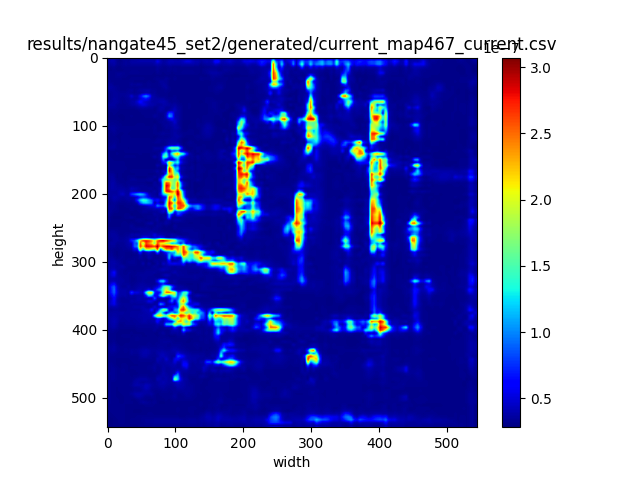 results/nangate45_set2/generated/current_map467_current.csv
1e−7
0
100
200
300
400
500
height
0 100 200 300 400 500
width
3.0
2.5
2.0
1.5
1.0
0.5